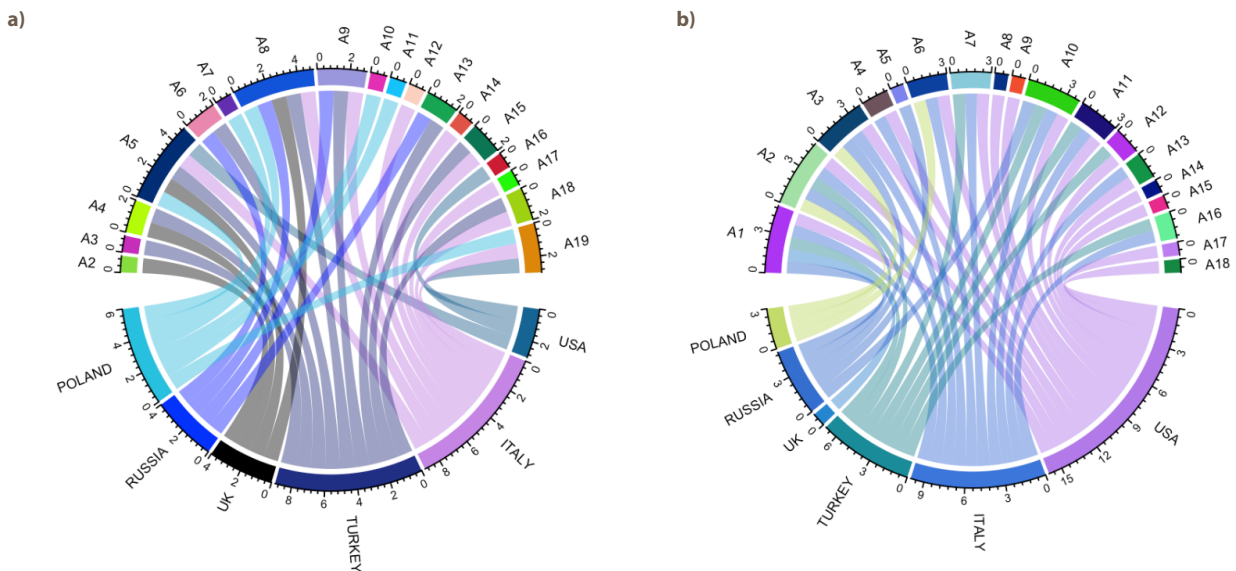 a)
A2
A3
A4
A5
A6
A7
A8
A9
A10
A11
A12
A13
A14
A15
A16
A17
A18
A19
USA
ITALY
TURKEY
UK
RUSSIA
POLAND
b)
A1
A2
A3
A4
A5
A6
A7
A8
A9
A10
A11
A12
A13
A14
A15
A16
A17
A18
USA
ITALY
TURKEY
UK
RUSSIA
POLAND